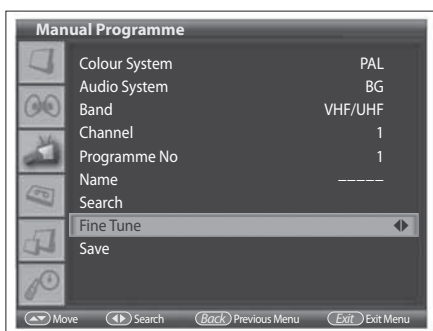 Manual Programme
Colour System PAL
Audio System BG
Band VHF/UHF
Channel 1
Programme No 1
Name –––––
Search
Fine Tune
Save
Move Search Back Previous Menu Exit Exit Menu